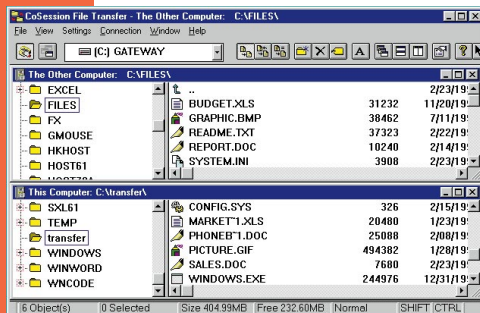 CoSession File Transfer - The Other Computer: C:\FILES\
File View Settings Connection Window Help
(C:) GATEWAY
A
?
The Other Computer: C:\FILES\
EXCEL
FILES
FX
GMOUSE
HKHOST
HOST61
.. 2/23/19
BUDGET.XLS 31232 11/20/19
GRAPHIC.BMP 38462 7/11/19
README.TXT 37323 2/22/19
REPORT.DOC 10240 2/14/19
SYSTEM.INI 3908 2/23/19
This Computer: C:\transfer\
SXL61
TEMP
transfer
WINDOWS
WINWORD
WNCODE
CONFIG.SYS 326 2/15/19
MARKET~1.XLS 20480 1/23/19
PHONEB~1.DOC 25088 2/08/19
PICTURE.GIF 494382 1/28/19
SALES.DOC 7680 2/23/19
WINDOWS.EXE 244976 12/31/19
6 Object(s) 0 Selected Size 404.99MB Free 232.60MB Normal SHIFT CTRL